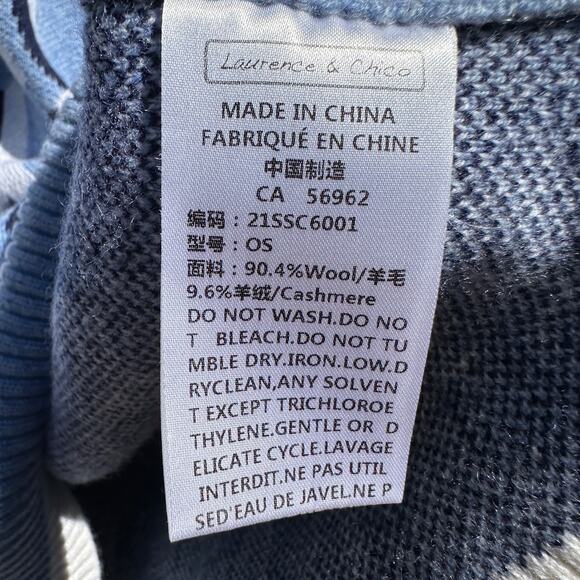 Laurence & Chico
MADE IN CHINA
FABRIQUÉ EN CHINE
中国制造
CA 56962
编码：21SSC6001
型号：OS
面料：90.4%Wool/羊毛
9.6%羊绒/Cashmere
DO NOT WASH.DO NO
T BLEACH.DO NOT TU
MBLE DRY.IRON.LOW.D
RYCLEAN,ANY SOLVEN
T EXCEPT TRICHLOROE
THYLENE.GENTLE OR D
ELICATE CYCLE.LAVAGE
INTERDIT.NE PAS UTIL
SED'EAU DE JAVEL.NE P